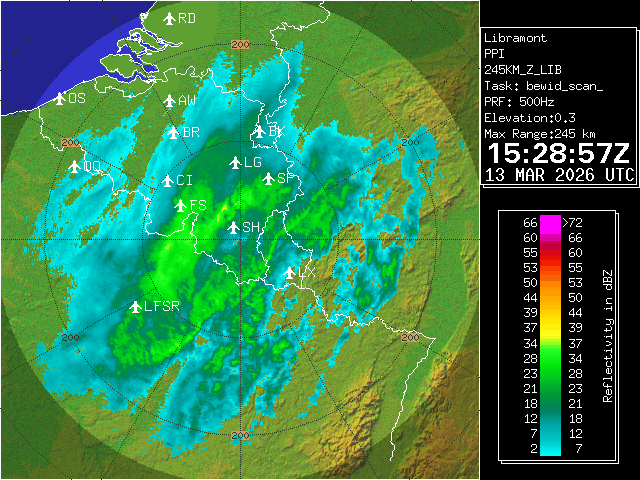 RD
200
OS
AW
BR
BK
200
QO
LG
CI
SP
FS
SH
LX
LFSR
200
200
200
Libramont
PPI
245KM_Z_LIB
Task: bewid_scan_
PRF: 500Hz
Elevation:0.3
Max Range:245 km
15:28:57Z
13 MAR 2026 UTC
66 >72
60 66
55 60
53 55
50 53
44 50
39 44
37 39
34 37
28 34
23 28
21 23
18 21
12 18
7 12
2 7
Reflectivity in dBZ